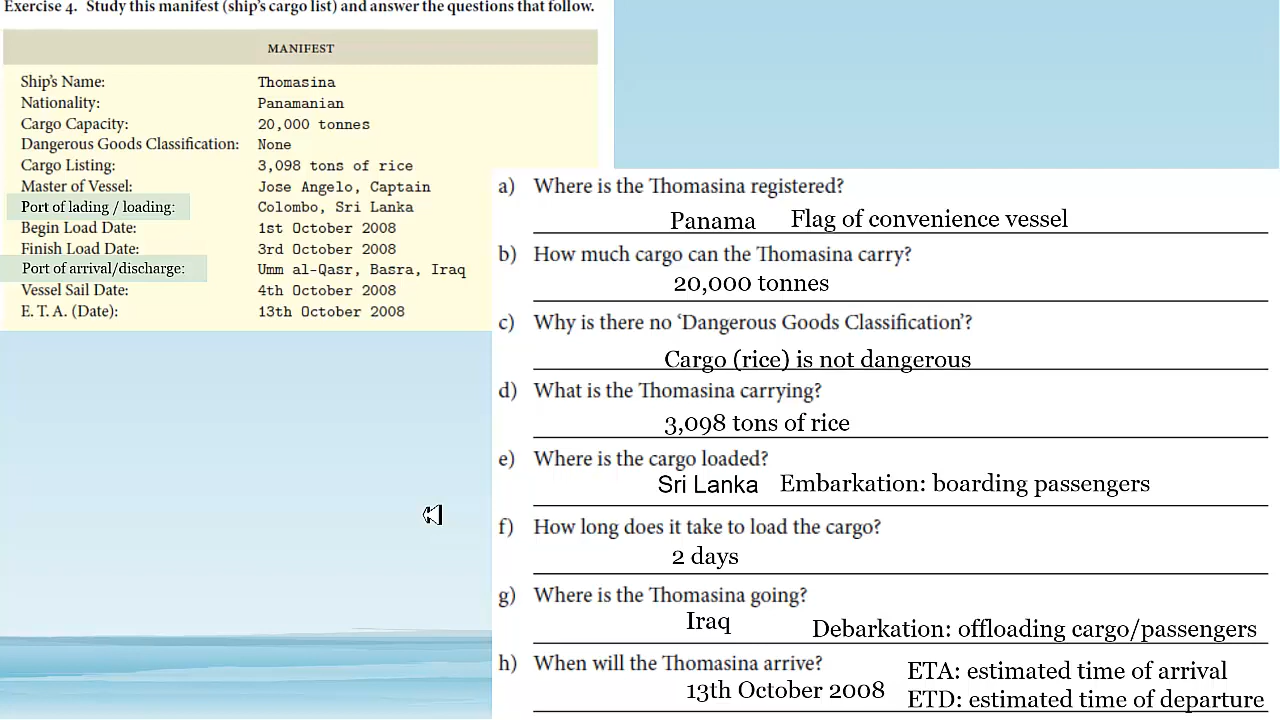 Exercise 4. Study this manifest (ship's cargo list) and answer the questions that follow.
MANIFEST
Ship's Name: Thomasina
Nationality: Panamanian
Cargo Capacity: 20,000 tonnes
Dangerous Goods Classification: None
Cargo Listing: 3,098 tons of rice
Master of Vessel: Jose Angelo, Captain
Port of lading / loading: Colombo, Sri Lanka
Begin Load Date: 1st October 2008
Finish Load Date: 3rd October 2008
Port of arrival/discharge: Umm al-Qasr, Basra, Iraq
Vessel Sail Date: 4th October 2008
E. T. A. (Date): 13th October 2008
a) Where is the Thomasina registered?
Panama Flag of convenience vessel
b) How much cargo can the Thomasina carry?
20,000 tonnes
c) Why is there no ‘Dangerous Goods Classification’?
Cargo (rice) is not dangerous
d) What is the Thomasina carrying?
3,098 tons of rice
e) Where is the cargo loaded?
Sri Lanka Embarkation: boarding passengers
f) How long does it take to load the cargo?
2 days
g) Where is the Thomasina going?
Iraq Debarkation: offloading cargo/passengers
h) When will the Thomasina arrive?
ETA: estimated time of arrival
13th October 2008
ETD: estimated time of departure